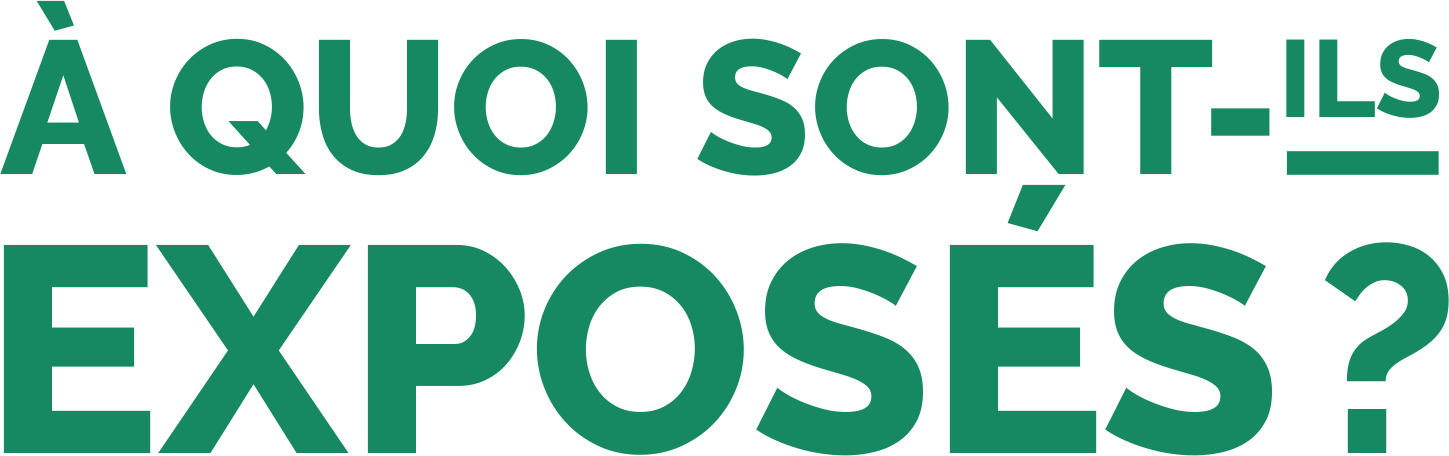 À QUOI SONT-ILS
EXPOSÉS ?